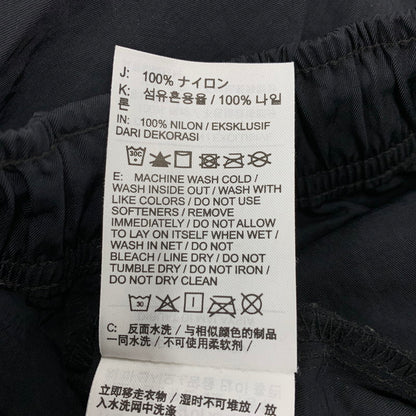 J: 100% ナイロン
K: 섬유혼용율 / 100% 나일
론
IN: 100% NILON / EKSKLUSIF
DARI DEKORASI
30C
E: MACHINE WASH COLD /
WASH INSIDE OUT / WASH WITH
LIKE COLORS / DO NOT USE
SOFTENERS / REMOVE
IMMEDIATELY / DO NOT ALLOW
TO LAY ON ITSELF WHEN WET /
WASH IN NET / DO NOT
BLEACH / LINE DRY / DO NOT
TUMBLE DRY / DO NOT IRON /
DO NOT DRY CLEAN
30
C: 反面水洗 / 与相似颜色的制品
一同水洗 / 不可使用柔软剂 /
立即移走衣物 / 湿时不可堆放 / 放
入水洗网中洗涤